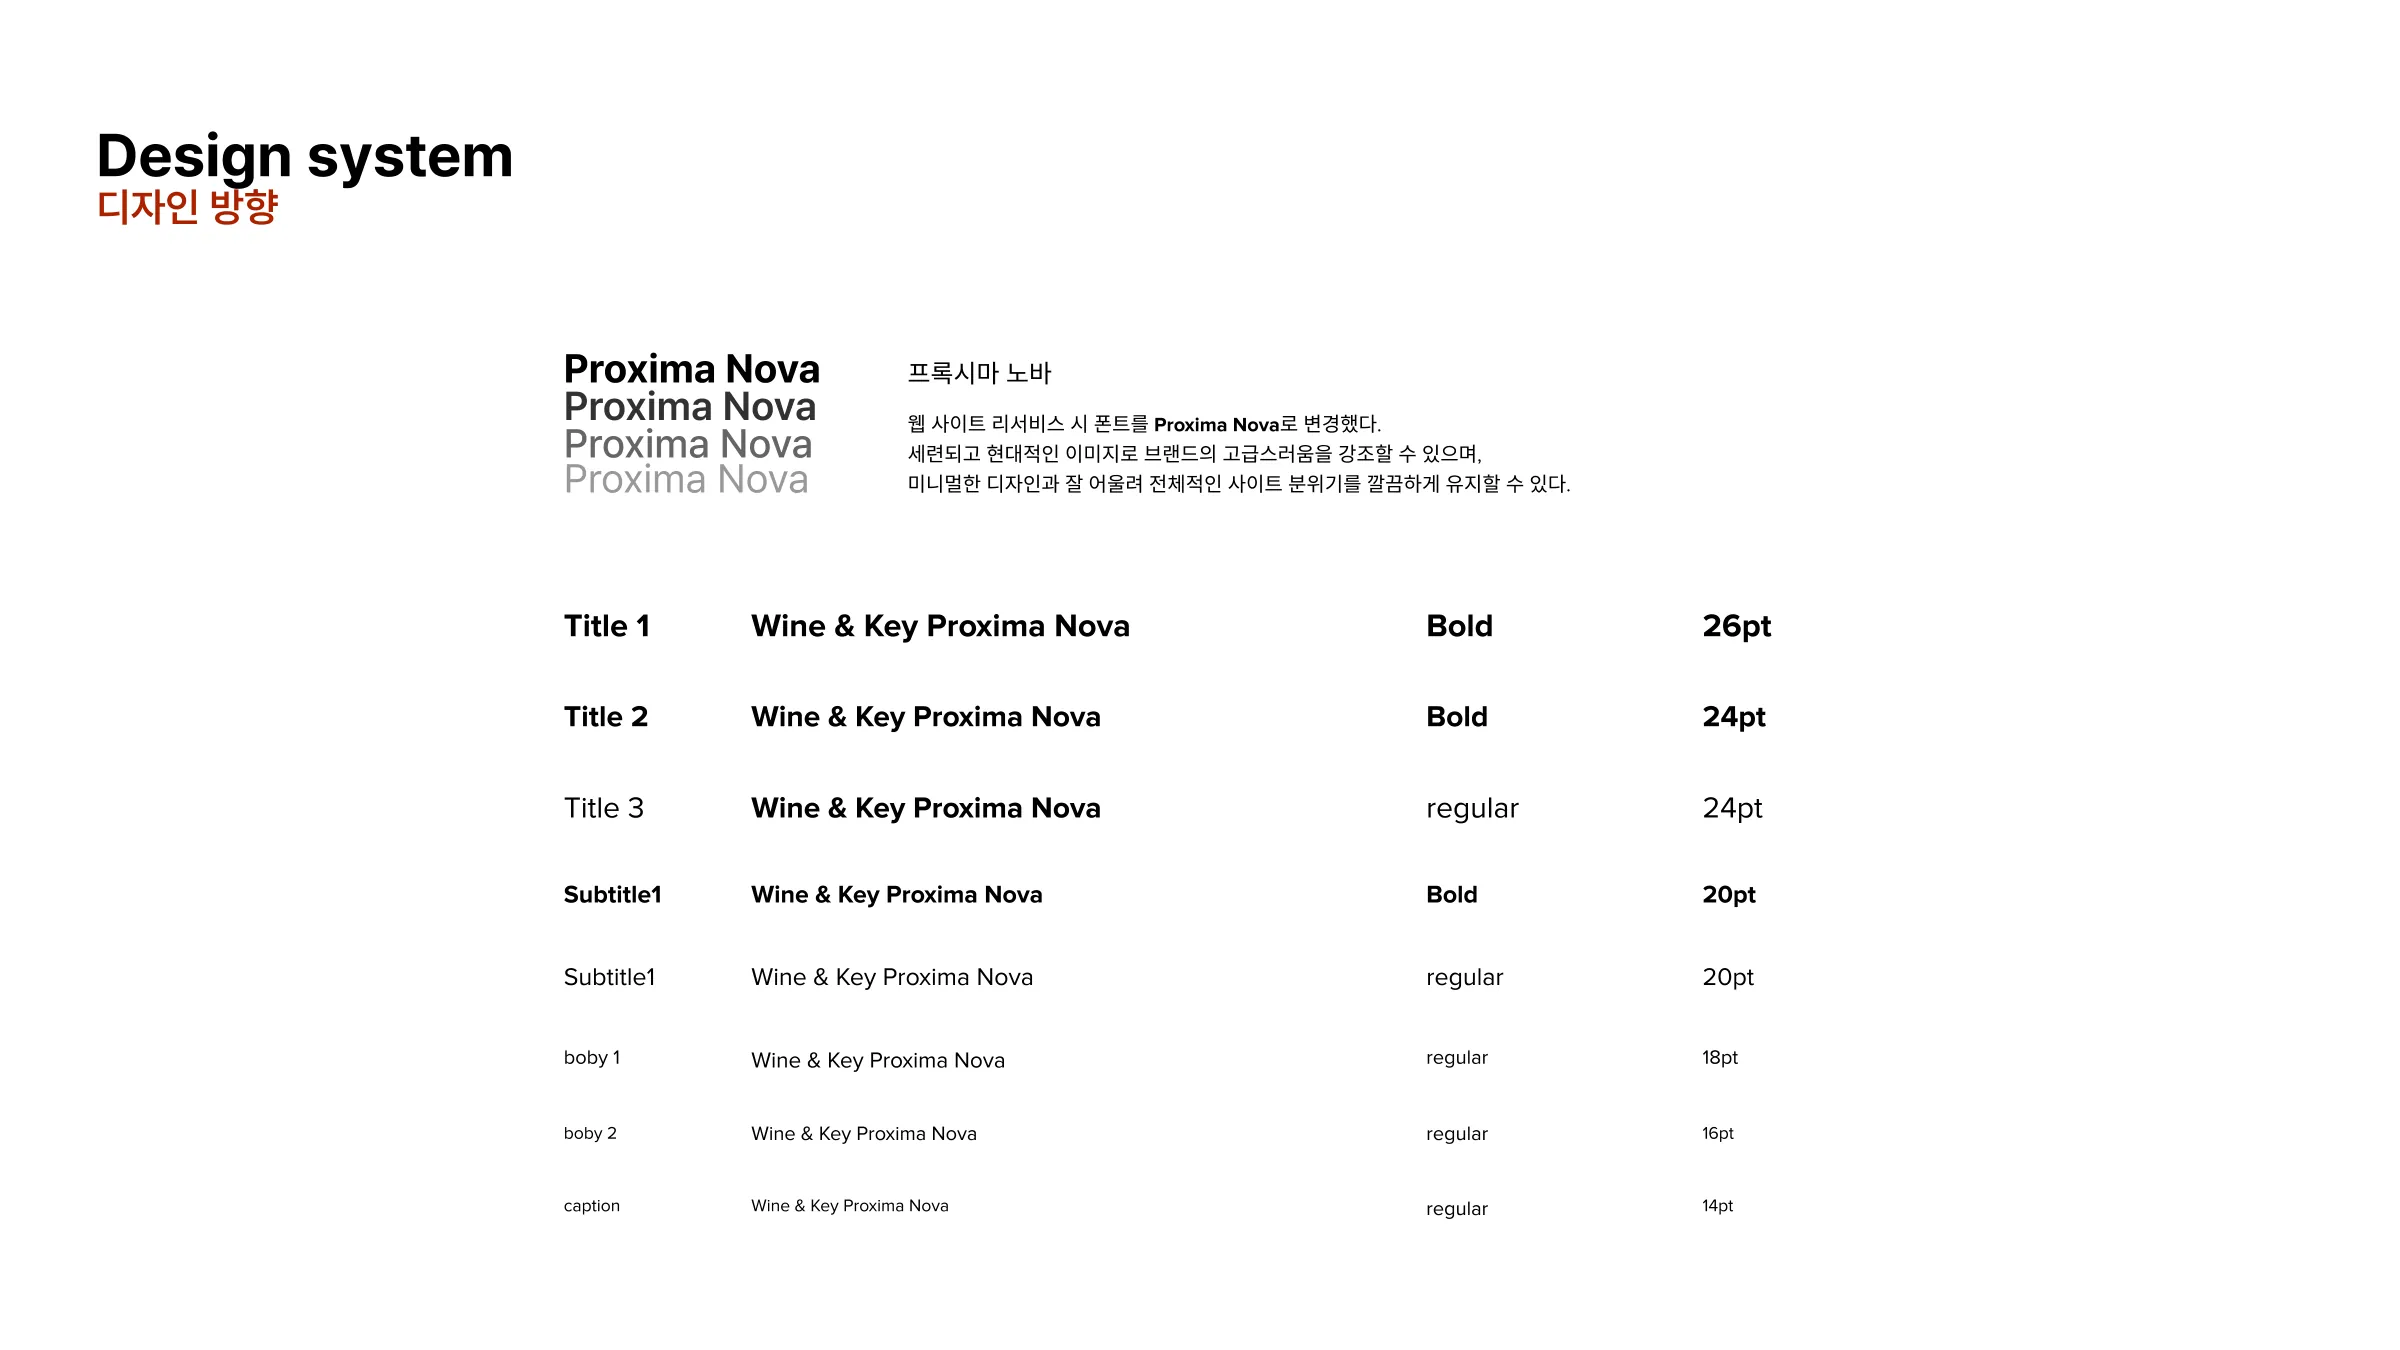 Design system
디자인 방향
Proxima Nova
Proxima Nova
Proxima Nova
Proxima Nova
프록시마 노바
웹 사이트 리서비스 시 폰트를 Proxima Nova로 변경했다.
세련되고 현대적인 이미지로 브랜드의 고급스러움을 강조할 수 있으며,
미니멀한 디자인과 잘 어울려 전체적인 사이트 분위기를 깔끔하게 유지할 수 있다.
Title 1 Wine & Key Proxima Nova Bold 26pt
Title 2 Wine & Key Proxima Nova Bold 24pt
Title 3 Wine & Key Proxima Nova regular 24pt
Subtitle1 Wine & Key Proxima Nova Bold 20pt
Subtitle1 Wine & Key Proxima Nova regular 20pt
boby 1 Wine & Key Proxima Nova regular 18pt
boby 2 Wine & Key Proxima Nova regular 16pt
caption Wine & Key Proxima Nova regular 14pt